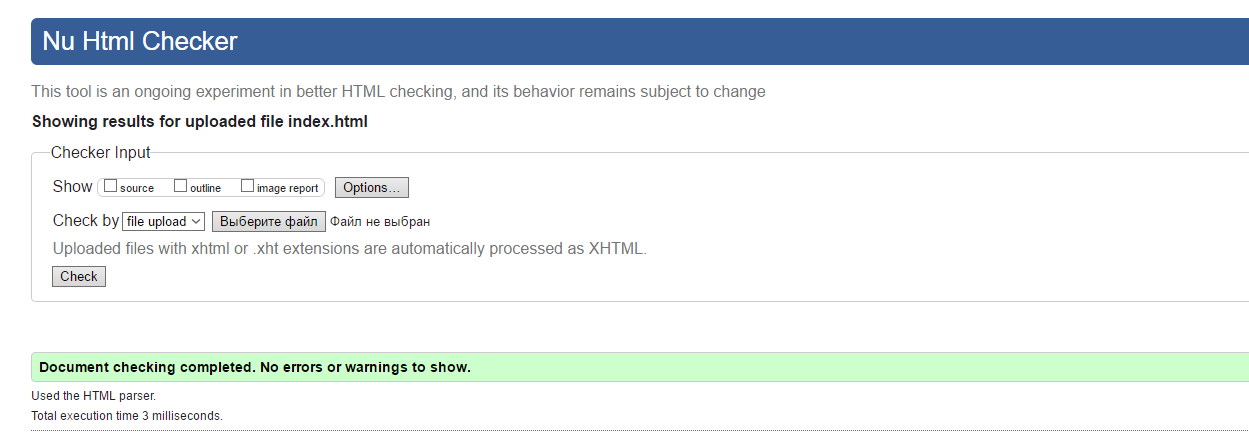 Nu Html Checker
This tool is an ongoing experiment in better HTML checking, and its behavior remains subject to change
Showing results for uploaded file index.html
Checker Input
Show source outline image report Options...
Check by file upload Выберите файл Файл не выбран
Uploaded files with xhtml or .xht extensions are automatically processed as XHTML.
Check
Document checking completed. No errors or warnings to show.
Used the HTML parser.
Total execution time 3 milliseconds.